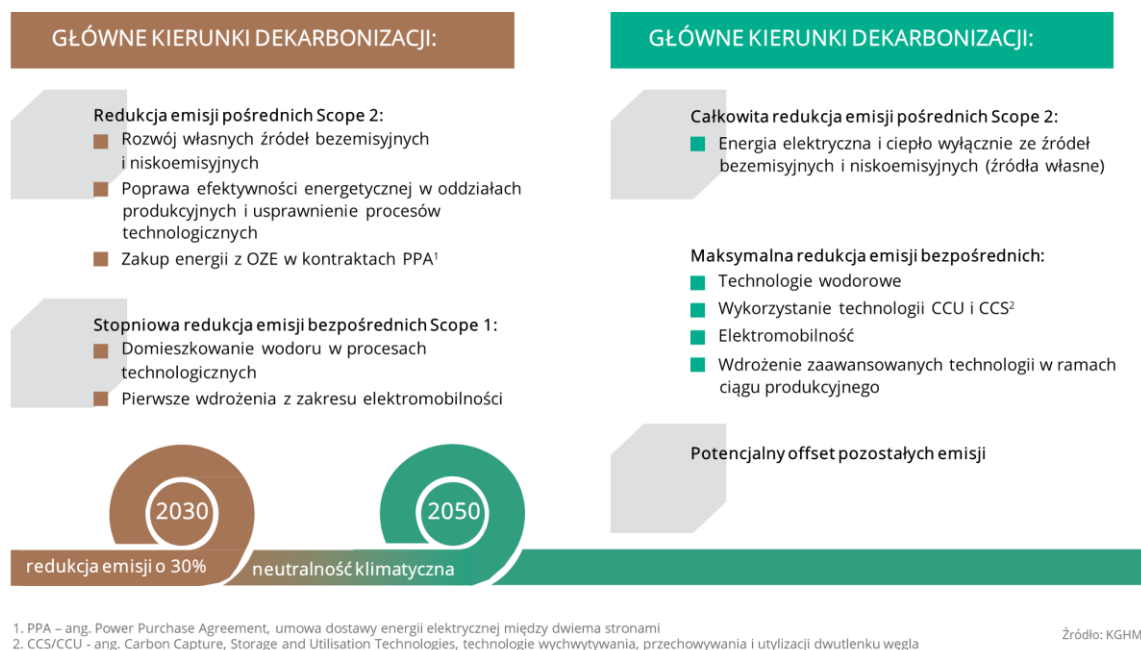 GŁÓWNE KIERUNKI DEKARBONIZACJI:
Redukcja emisji pośrednich Scope 2:
Rozwój własnych źródeł bezemisyjnych
i niskoemisyjnych
Poprawa efektywności energetycznej w oddziałach
produkcyjnych i usprawnienie procesów
technologicznych
Zakup energii z OZE w kontraktach PPA¹
Stopniowa redukcja emisji bezpośrednich Scope 1:
Domieszkowanie wodoru w procesach
technologicznych
Pierwsze wdrożenia z zakresu elektromobilności
GŁÓWNE KIERUNKI DEKARBONIZACJI:
Całkowita redukcja emisji pośrednich Scope 2:
Energia elektryczna i ciepło wyłącznie ze źródeł
bezemisyjnych i niskoemisyjnych (źródła własne)
Maksymalna redukcja emisji bezpośrednich:
Technologie wodorowe
Wykorzystanie technologii CCU i CCS²
Elektromobilność
Wdrożenie zaawansowanych technologii w ramach
ciągu produkcyjnego
Potencjalny offset pozostałych emisji
2030
2050
redukcja emisji o 30%
neutralność klimatyczna
1. PPA – ang. Power Purchase Agreement, umowa dostawy energii elektrycznej między dwiema stronami
2. CCS/CCU - ang. Carbon Capture, Storage and Utilisation Technologies, technologie wychwytywania, przechowywania i utylizacji dwutlenku węgla
Źródło: KGHM